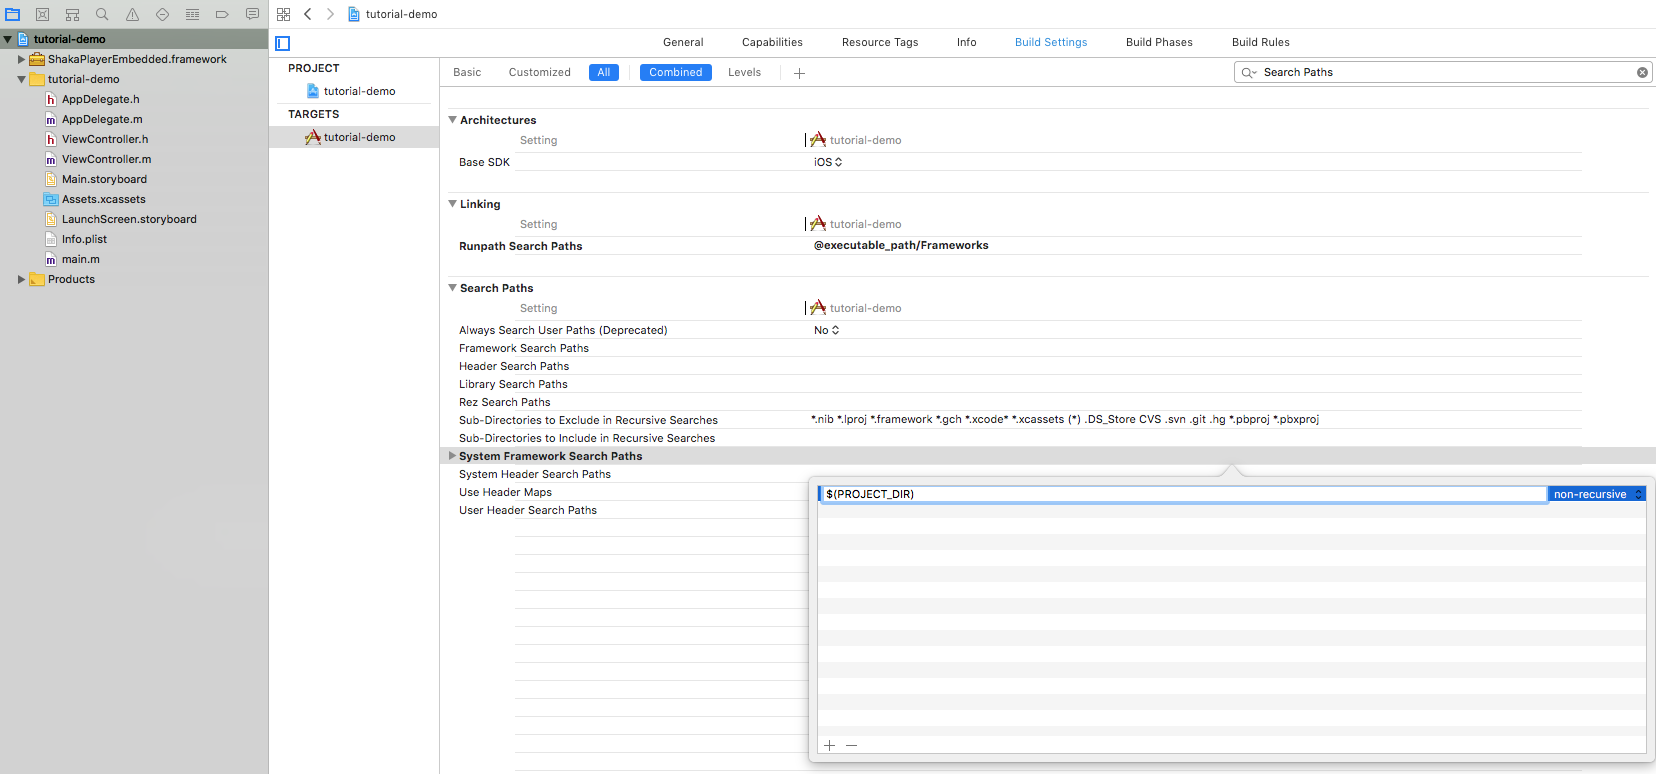 tutorial-demo
tutorial-demo
ShakaPlayerEmbedded.framework
tutorial-demo
AppDelegate.h
AppDelegate.m
ViewController.h
ViewController.m
Main.storyboard
Assets.xcassets
LaunchScreen.storyboard
Info.plist
main.m
Products
General Capabilities Resource Tags Info Build Settings Build Phases Build Rules
PROJECT
tutorial-demo
TARGETS
tutorial-demo
Basic Customized All Combined Levels Search Paths
Architectures
Setting tutorial-demo
Base SDK iOS
Linking
Setting tutorial-demo
Runpath Search Paths @executable_path/Frameworks
Search Paths
Setting tutorial-demo
Always Search User Paths (Deprecated) No
Framework Search Paths
Header Search Paths
Library Search Paths
Rez Search Paths
Sub-Directories to Exclude in Recursive Searches *.nib *.lproj *.framework *.gch *.xcode* *.xcassets (*) .DS_Store CVS .svn .git .hg *.pbproj *.pbxproj
Sub-Directories to Include in Recursive Searches
System Framework Search Paths
System Header Search Paths
Use Header Maps
User Header Search Paths
$(PROJECT_DIR) non-recursive